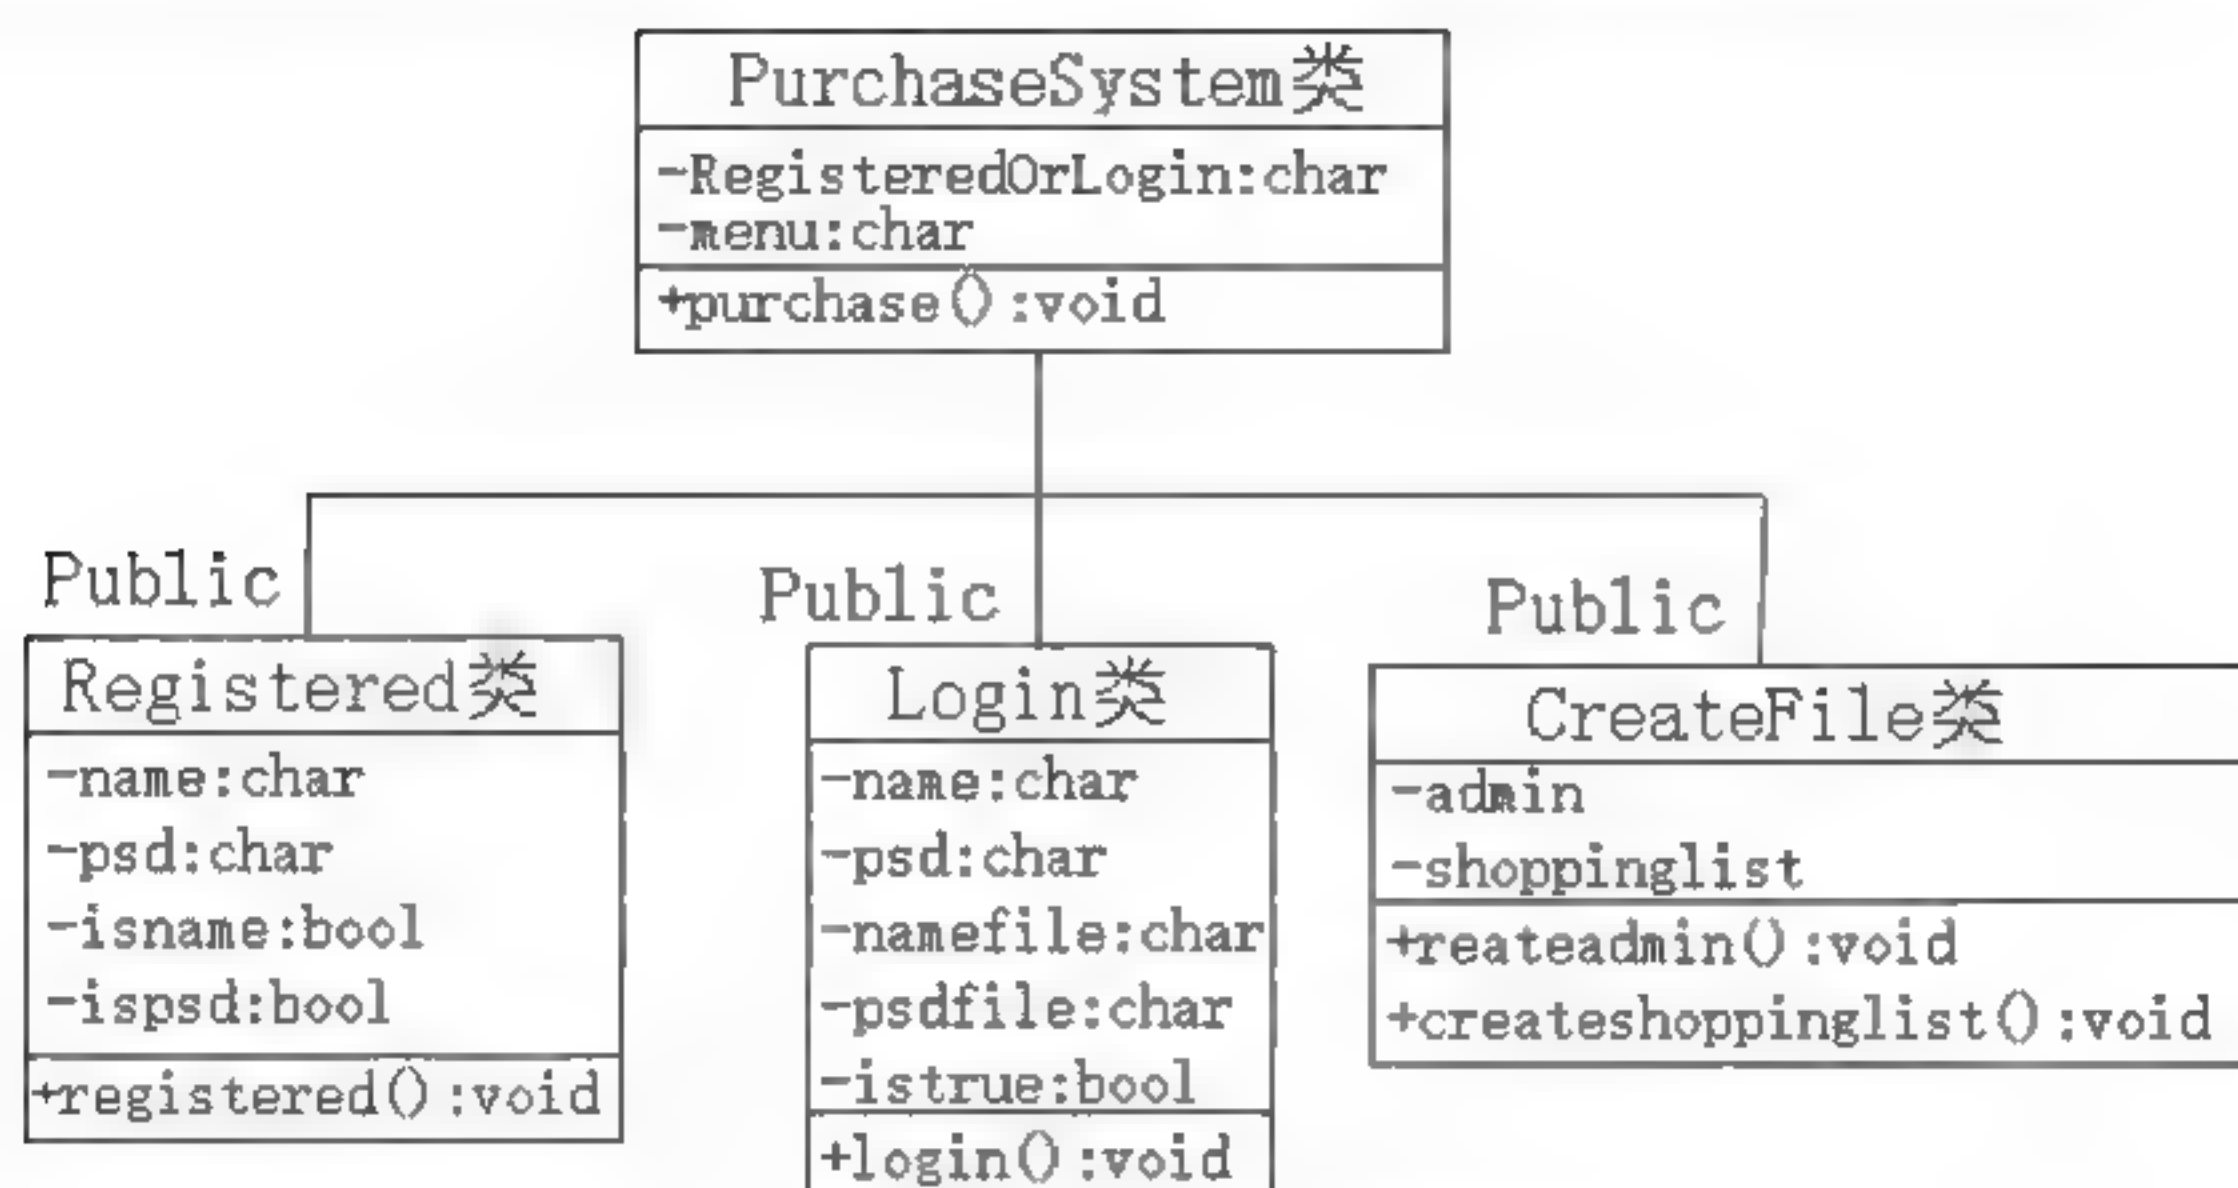 PurchaseSystem类
-RegisteredOrLogin:char
-menu:char
+purchase():void
Public
Registered类
-name:char
-psd:char
-isname:bool
-ispsd:bool
+registered():void
Public
Login类
-name:char
-psd:char
-namefile:char
-psdfile:char
-istrue:bool
+login():void
Public
CreateFile类
-admin
-shoppinglist
+reateadmin():void
+createshoppinglist():void